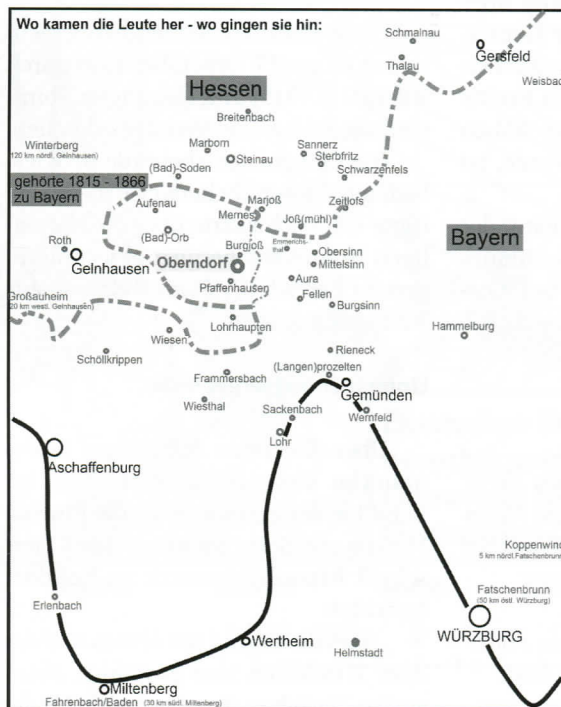 Wo kamen die Leute her - wo gingen sie hin:
Schmalnau
Gersfeld
Thalau
Weisbach
Hessen
Breitenbach
Winterberg
(120 km nördl. Gelnhausen)
Marborn
Steinau
Sannerz
Sterbfritz
(Bad)-Soden
Schwarzenfels
gehörte 1815 - 1866
zu Bayern
Aufenau
Marjoß
Zeitlofs
Mernes
Joß(mühl)
Bayern
(Bad)-Orb
Roth
Gelnhausen
Burgjoß
Emmerichs-
thal
Obersinn
Mittelsinn
Oberndorf
Aura
Pfaffenhausen
Fellen
Burgsinn
Großauheim
(20 km westl. Gelnhausen)
Lohrhaupten
Hammelburg
Wiesen
Schöllkrippen
Rieneck
(Langen)prozelten
Frammersbach
Gemünden
Wiesthal
Sackenbach
Wernfeld
Lohr
Aschaffenburg
Koppenwind
5 km nördl.Fatschenbrunn
Fatschenbrunn
(50 km östl. Würzburg)
Erlenbach
WÜRZBURG
Wertheim
Helmstadt
Miltenberg
Fahrenbach/Baden (30 km südl. Miltenberg)